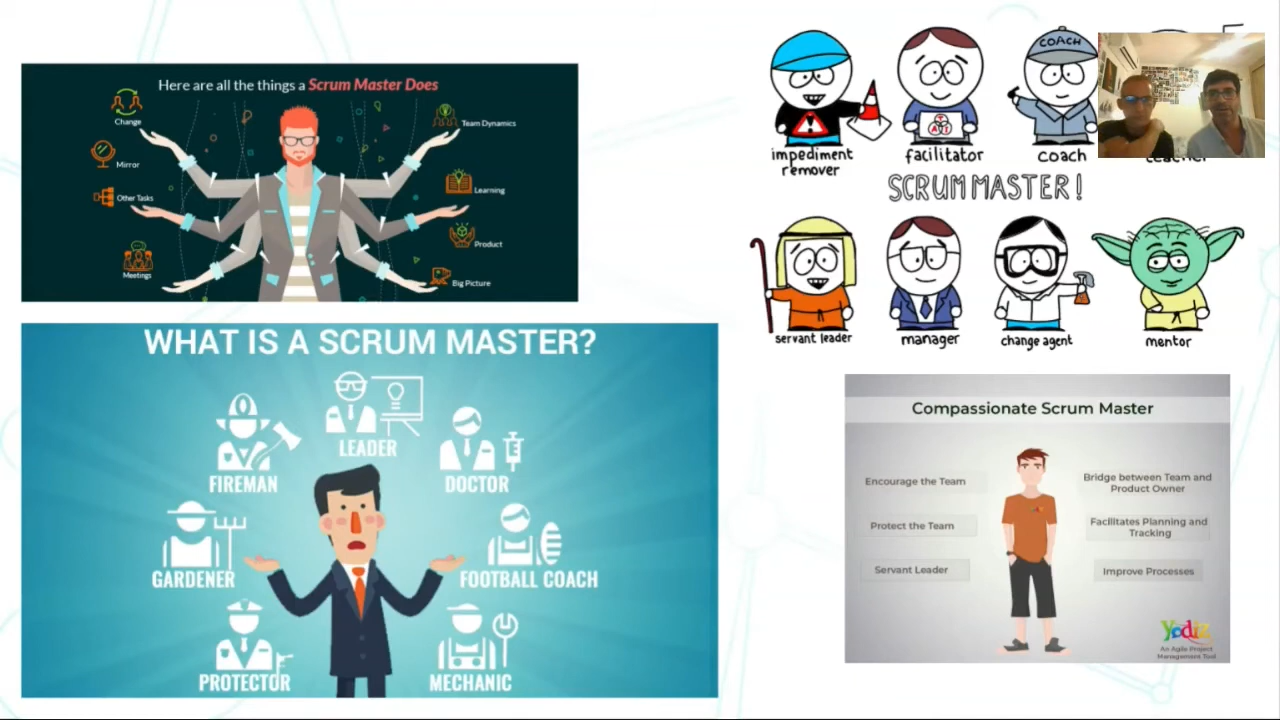 Here are all the things a Scrum Master Does
Change
Mirror
Other Tasks
Meetings
Team Dynamics
Learning
Product
Big Picture
COACH
impediment
remover
facilitator
coach
teacher
SCRUM MASTER!
servant leader
manager
change agent
mentor
WHAT IS A SCRUM MASTER?
LEADER
FIREMAN
DOCTOR
GARDENER
FOOTBALL COACH
PROTECTOR
MECHANIC
Compassionate Scrum Master
Encourage the Team
Protect the Team
Servant Leader
Bridge between Team and
Product Owner
Facilitates Planning and
Tracking
Improve Processes
Yodiz
An Agile Project
Management Tool